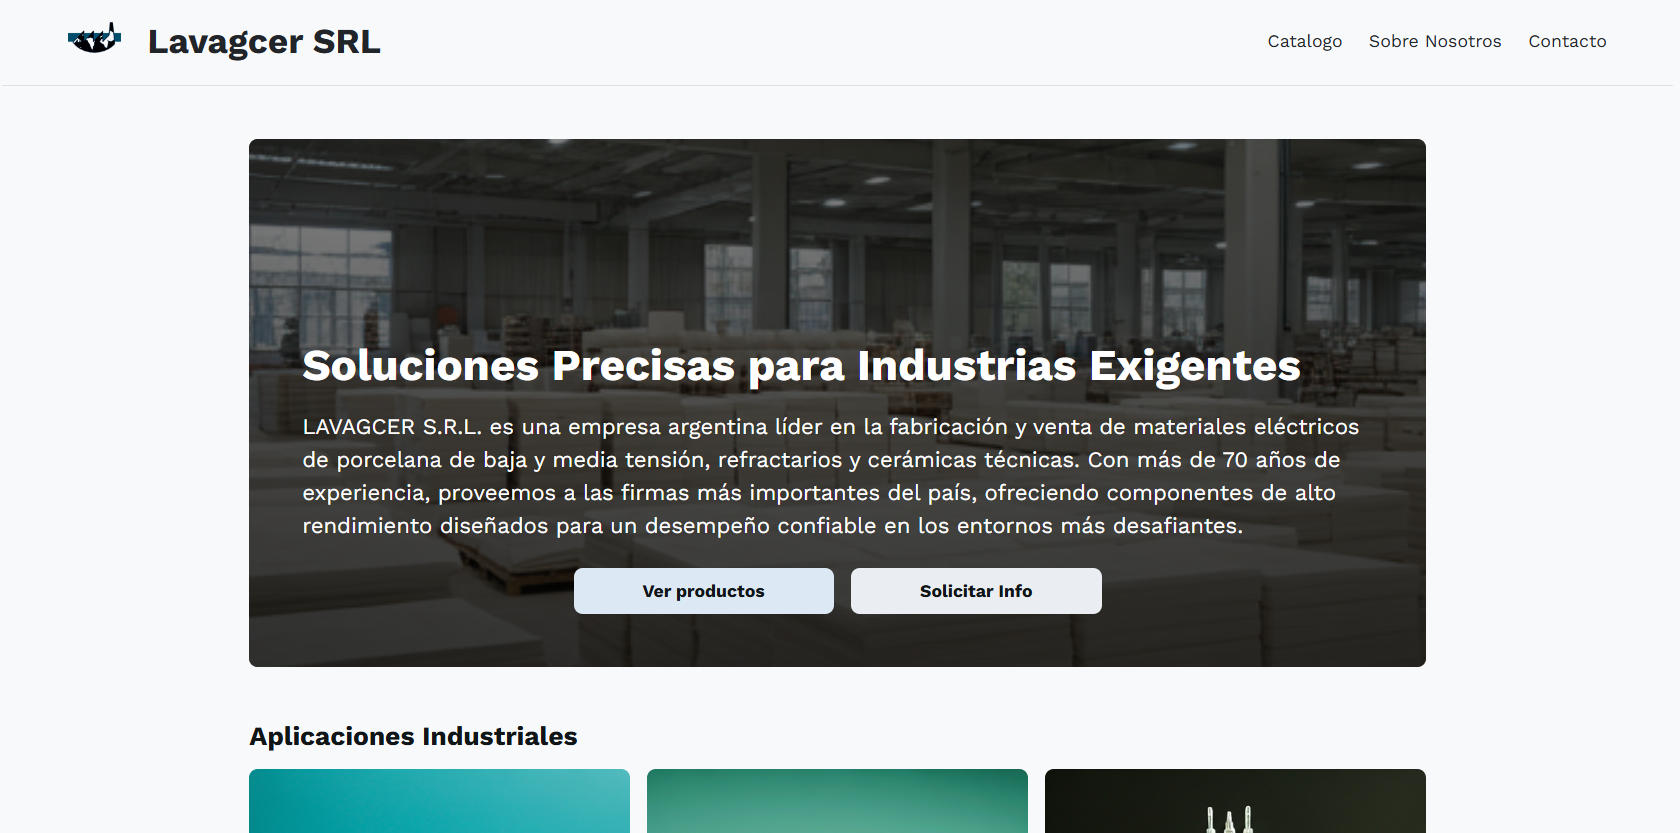 Lavagcer SRL
Catalogo
Sobre Nosotros
Contacto
Soluciones Precisas para Industrias Exigentes
LAVAGCER S.R.L. es una empresa argentina líder en la fabricación y venta de materiales eléctricos
de porcelana de baja y media tensión, refractarios y cerámicas técnicas. Con más de 70 años de
experiencia, proveemos a las firmas más importantes del país, ofreciendo componentes de alto
rendimiento diseñados para un desempeño confiable en los entornos más desafiantes.
Ver productos
Solicitar Info
Aplicaciones Industriales